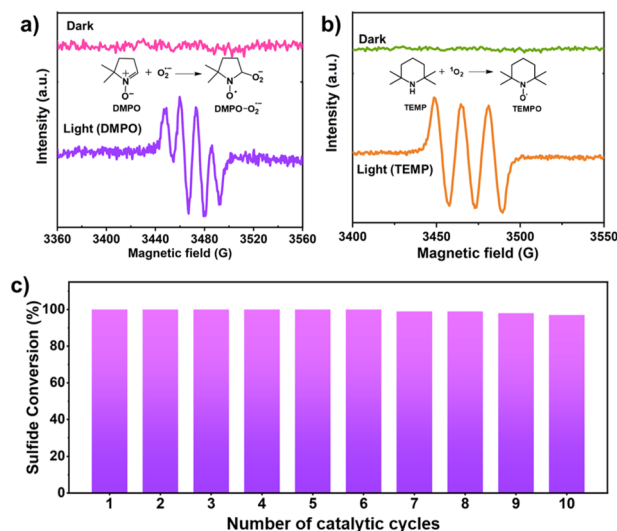 a)
Dark
N
O⁻
DMPO
+ O₂•⁻
O₂⁻
N
O•
DMPO-O₂•⁻
Light (DMPO)
Intensity (a.u.)
3360 3400 3440 3480 3520 3560
Magnetic field (G)
b)
Dark
N
H
TEMP
+ ¹O₂
N
O•
TEMPO
Light (TEMP)
Intensity (a.u.)
3400 3450 3500 3550
Magnetic field (G)
c)
Sulfide Conversion (%)
100
80
60
40
20
0
1 2 3 4 5 6 7 8 9 10
Number of catalytic cycles